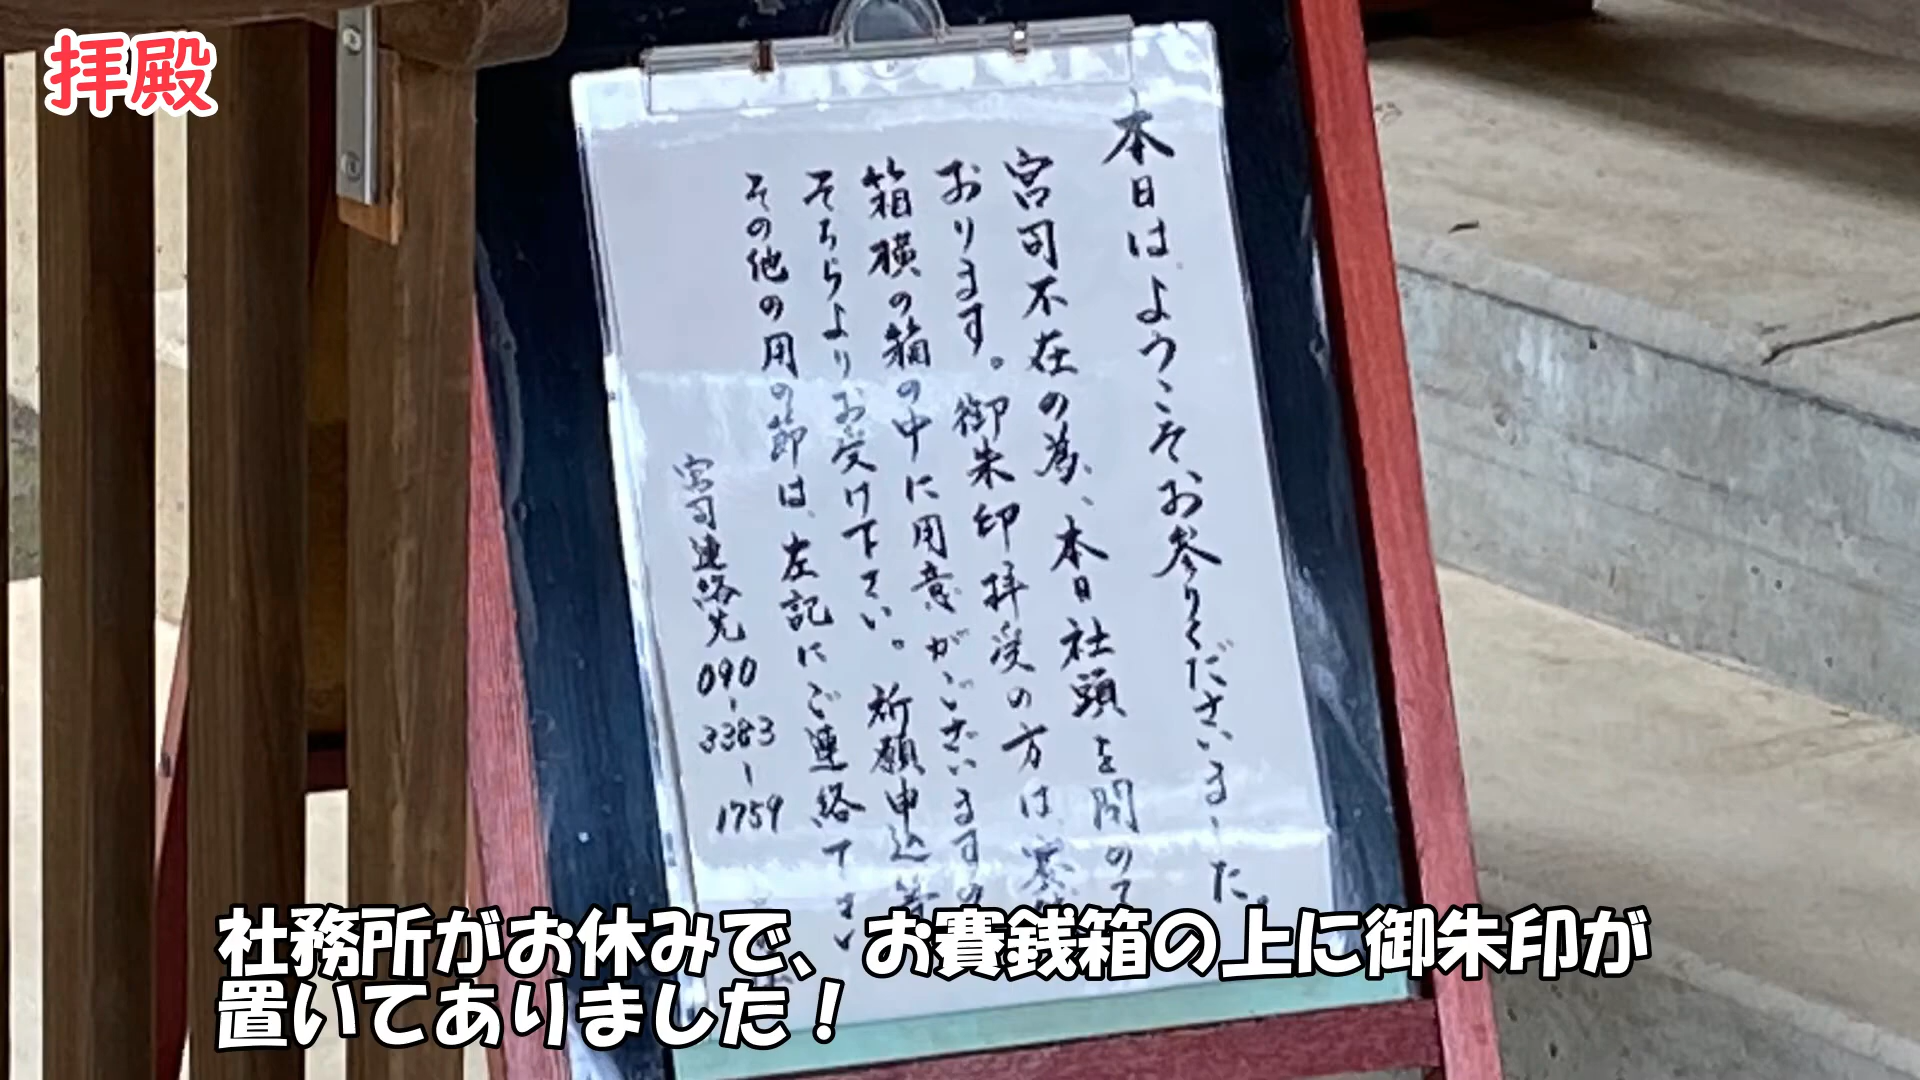 拝殿
本日はようこそお参りくださいました。
宮司不在の為、本日社頭を閉めて
おります。御朱印拝受の方は賽
箱横の箱の中に用意がございますの
そちらよりお受け下さい。祈願申込等
その他の用の節は、左記にご連絡下さい
宮司連絡先 090-3383-1759
社務所がお休みで、お賽銭箱の上に御朱印が
置いてありました！